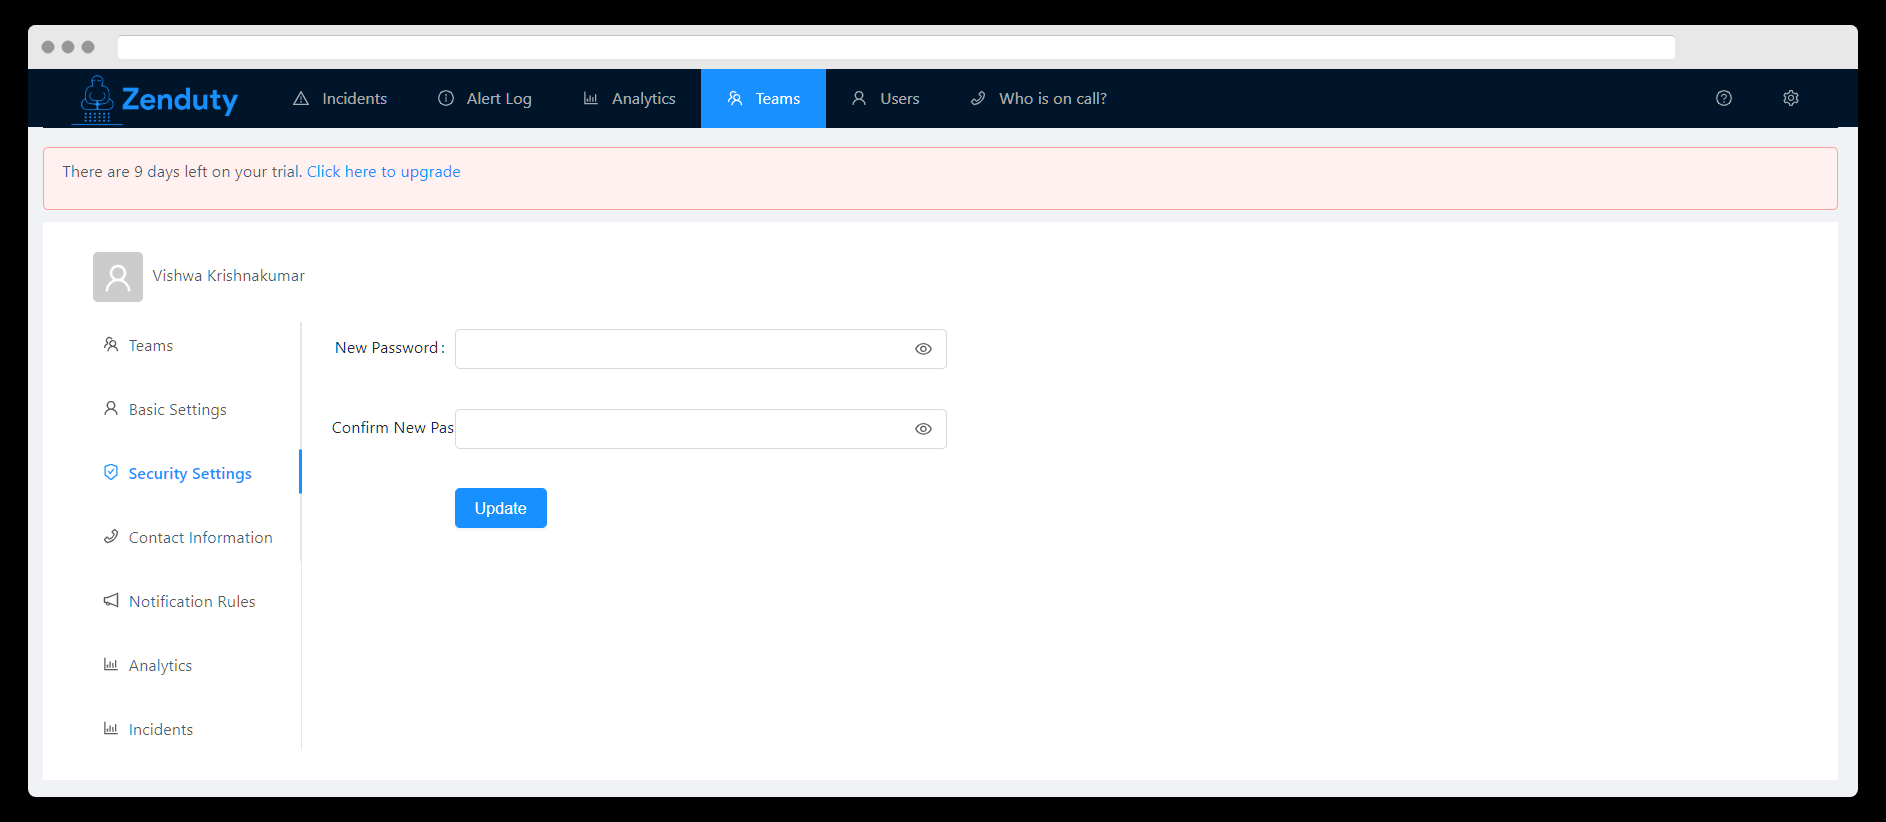 Zenduty
Incidents
Alert Log
Analytics
Teams
Users
Who is on call?
There are 9 days left on your trial. Click here to upgrade
Vishwa Krishnakumar
Teams
Basic Settings
Security Settings
Contact Information
Notification Rules
Analytics
Incidents
New Password :
Confirm New Pas
Update